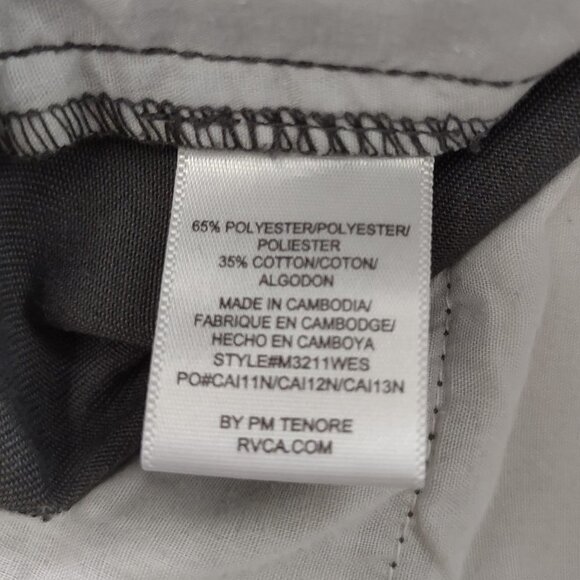 65% POLYESTER/POLYESTER/
POLIESTER
35% COTTON/COTON/
ALGODON
MADE IN CAMBODIA/
FABRIQUE EN CAMBODGE/
HECHO EN CAMBOYA
STYLE#M3211WES
PO#CAI11N/CAI12N/CAI13N
BY PM TENORE
RVCA.COM